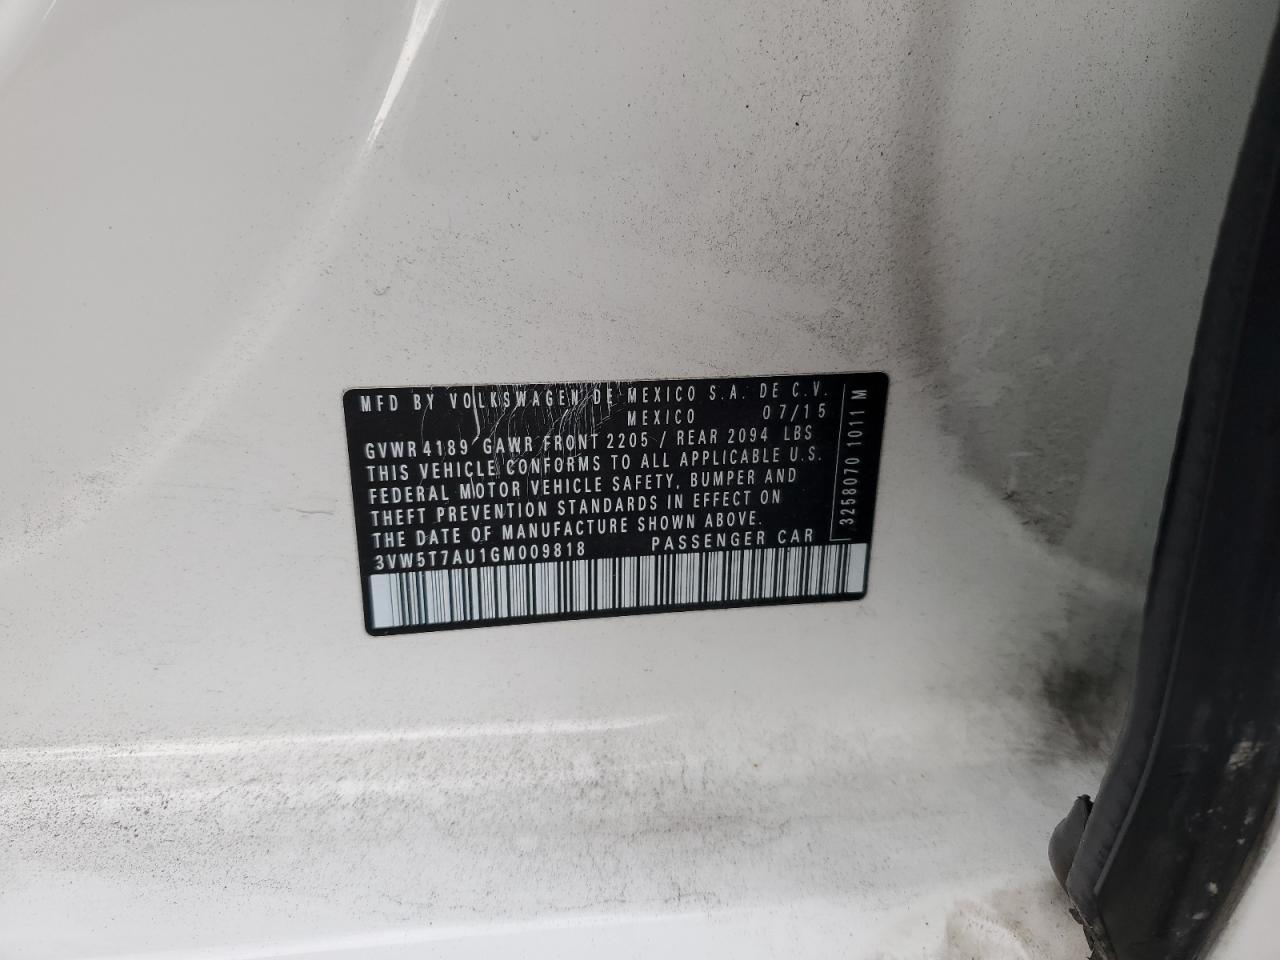 MFD BY VOLKSWAGEN DE MEXICO S.A. DE C.V.
MEXICO 07/15
GVWR 4189 GAWR FRONT 2205 / REAR 2094 LBS
THIS VEHICLE CONFORMS TO ALL APPLICABLE U.S.
FEDERAL MOTOR VEHICLE SAFETY, BUMPER AND
THEFT PREVENTION STANDARDS IN EFFECT ON
THE DATE OF MANUFACTURE SHOWN ABOVE.
3VW5T7AU1GM009818 PASSENGER CAR
3258070 1011 M